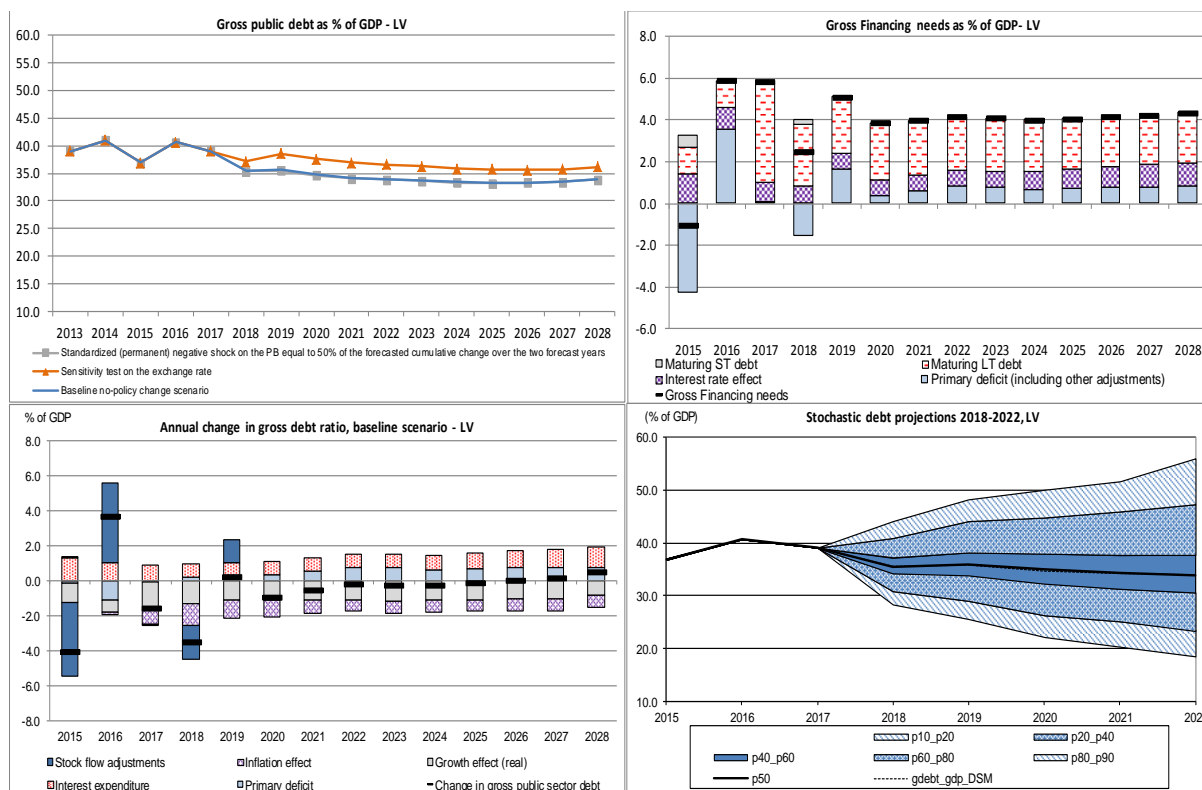 Gross public debt as % of GDP - LV
60.0
55.0
50.0
45.0
40.0
35.0
30.0
25.0
20.0
15.0
10.0
2013 2014 2015 2016 2017 2018 2019 2020 2021 2022 2023 2024 2025 2026 2027 2028
Standardized (permanent) negative shock on the PB equal to 50% of the forecasted cumulative change over the two forecast years
Sensitivity test on the exchange rate
Baseline no-policy change scenario
Gross Financing needs as % of GDP- LV
8.0
6.0
4.0
2.0
0.0
-2.0
-4.0
-6.0
2015 2016 2017 2018 2019 2020 2021 2022 2023 2024 2025 2026 2027 2028
Maturing ST debt Maturing LT debt
Interest rate effect Primary deficit (including other adjustments)
Gross Financing needs
% of GDP
Annual change in gross debt ratio, baseline scenario - LV
8.0
6.0
4.0
2.0
0.0
-2.0
-4.0
-6.0
-8.0
2015 2016 2017 2018 2019 2020 2021 2022 2023 2024 2025 2026 2027 2028
Stock flow adjustments Inflation effect Growth effect (real)
Interest expenditure Primary deficit Change in gross public sector debt
(% of GDP)
Stochastic debt projections 2018-2022, LV
60.0
50.0
40.0
30.0
20.0
10.0
2015 2016 2017 2018 2019 2020 2021 202
p10_p20 p20_p40
p40_p60 p60_p80 p80_p90
p50 gdebt_gdp_DSM